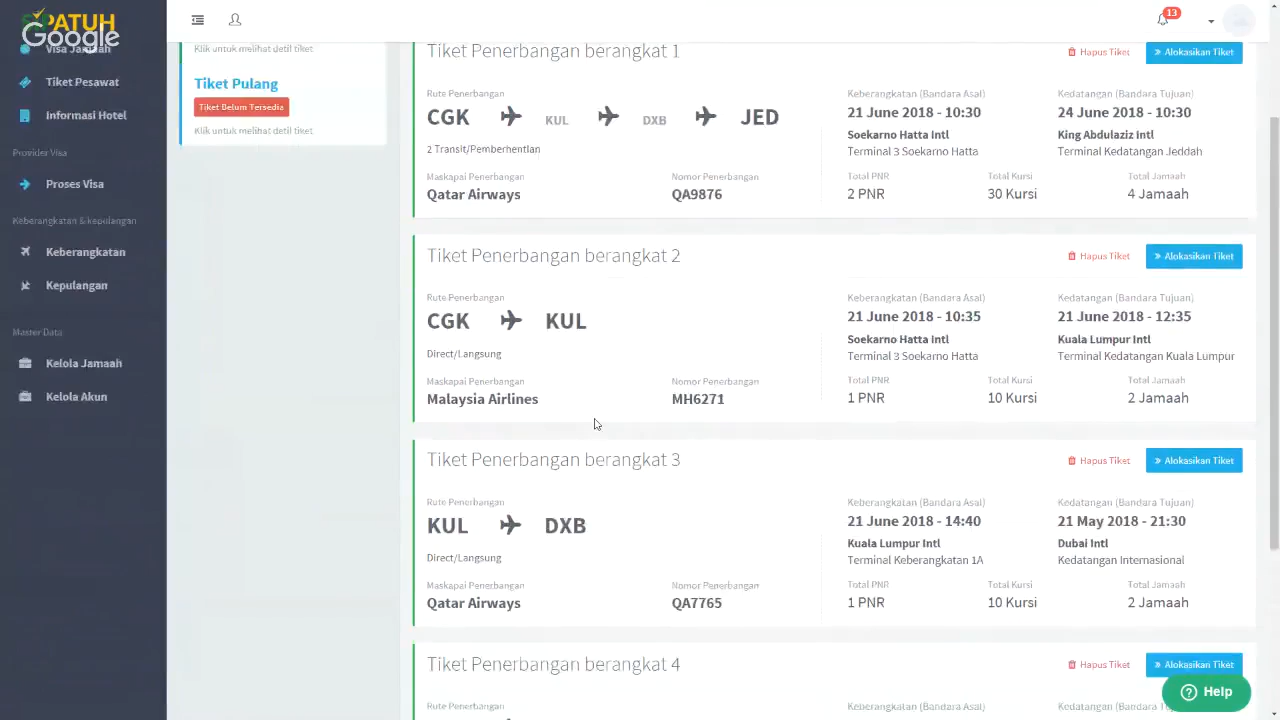 SIPATUH
Google
Visa Jamaah
Tiket Pesawat
Informasi Hotel
Provider Visa
Proses Visa
Keberangkatan & kepulangan
Keberangkatan
Kepulangan
Master Data
Kelola Jamaah
Kelola Akun
13
Klik untuk melihat detil tiket
Tiket Pulang
Tiket Belum Tersedia
Klik untuk melihat detil tiket
Tiket Penerbangan berangkat 1
Hapus Tiket
» Alokasikan Tiket
Rute Penerbangan
CGK KUL DXB JED
2 Transit/Pemberhentian
Maskapai Penerbangan
Qatar Airways
Nomor Penerbangan
QA9876
Keberangkatan (Bandara Asal)
21 June 2018 - 10:30
Soekarno Hatta Intl
Terminal 3 Soekarno Hatta
Kedatangan (Bandara Tujuan)
24 June 2018 - 10:30
King Abdulaziz Intl
Terminal Kedatangan Jeddah
Total PNR
2 PNR
Total Kursi
30 Kursi
Total Jamaah
4 Jamaah
Tiket Penerbangan berangkat 2
Hapus Tiket
» Alokasikan Tiket
Rute Penerbangan
CGK KUL
Direct/Langsung
Maskapai Penerbangan
Malaysia Airlines
Nomor Penerbangan
MH6271
Keberangkatan (Bandara Asal)
21 June 2018 - 10:35
Soekarno Hatta Intl
Terminal 3 Soekarno Hatta
Kedatangan (Bandara Tujuan)
21 June 2018 - 12:35
Kuala Lumpur Intl
Terminal Kedatangan Kuala Lumpur
Total PNR
1 PNR
Total Kursi
10 Kursi
Total Jamaah
2 Jamaah
Tiket Penerbangan berangkat 3
Hapus Tiket
» Alokasikan Tiket
Rute Penerbangan
KUL DXB
Direct/Langsung
Maskapai Penerbangan
Qatar Airways
Nomor Penerbangan
QA7765
Keberangkatan (Bandara Asal)
21 June 2018 - 14:40
Kuala Lumpur Intl
Terminal Keberangkatan 1A
Kedatangan (Bandara Tujuan)
21 May 2018 - 21:30
Dubai Intl
Kedatangan Internasional
Total PNR
1 PNR
Total Kursi
10 Kursi
Total Jamaah
2 Jamaah
Tiket Penerbangan berangkat 4
Hapus Tiket
» Alokasikan Tiket
Rute Penerbangan
Keberangkatan (Bandara Asal)
Kedatangan (Bandara Tujuan)
Help